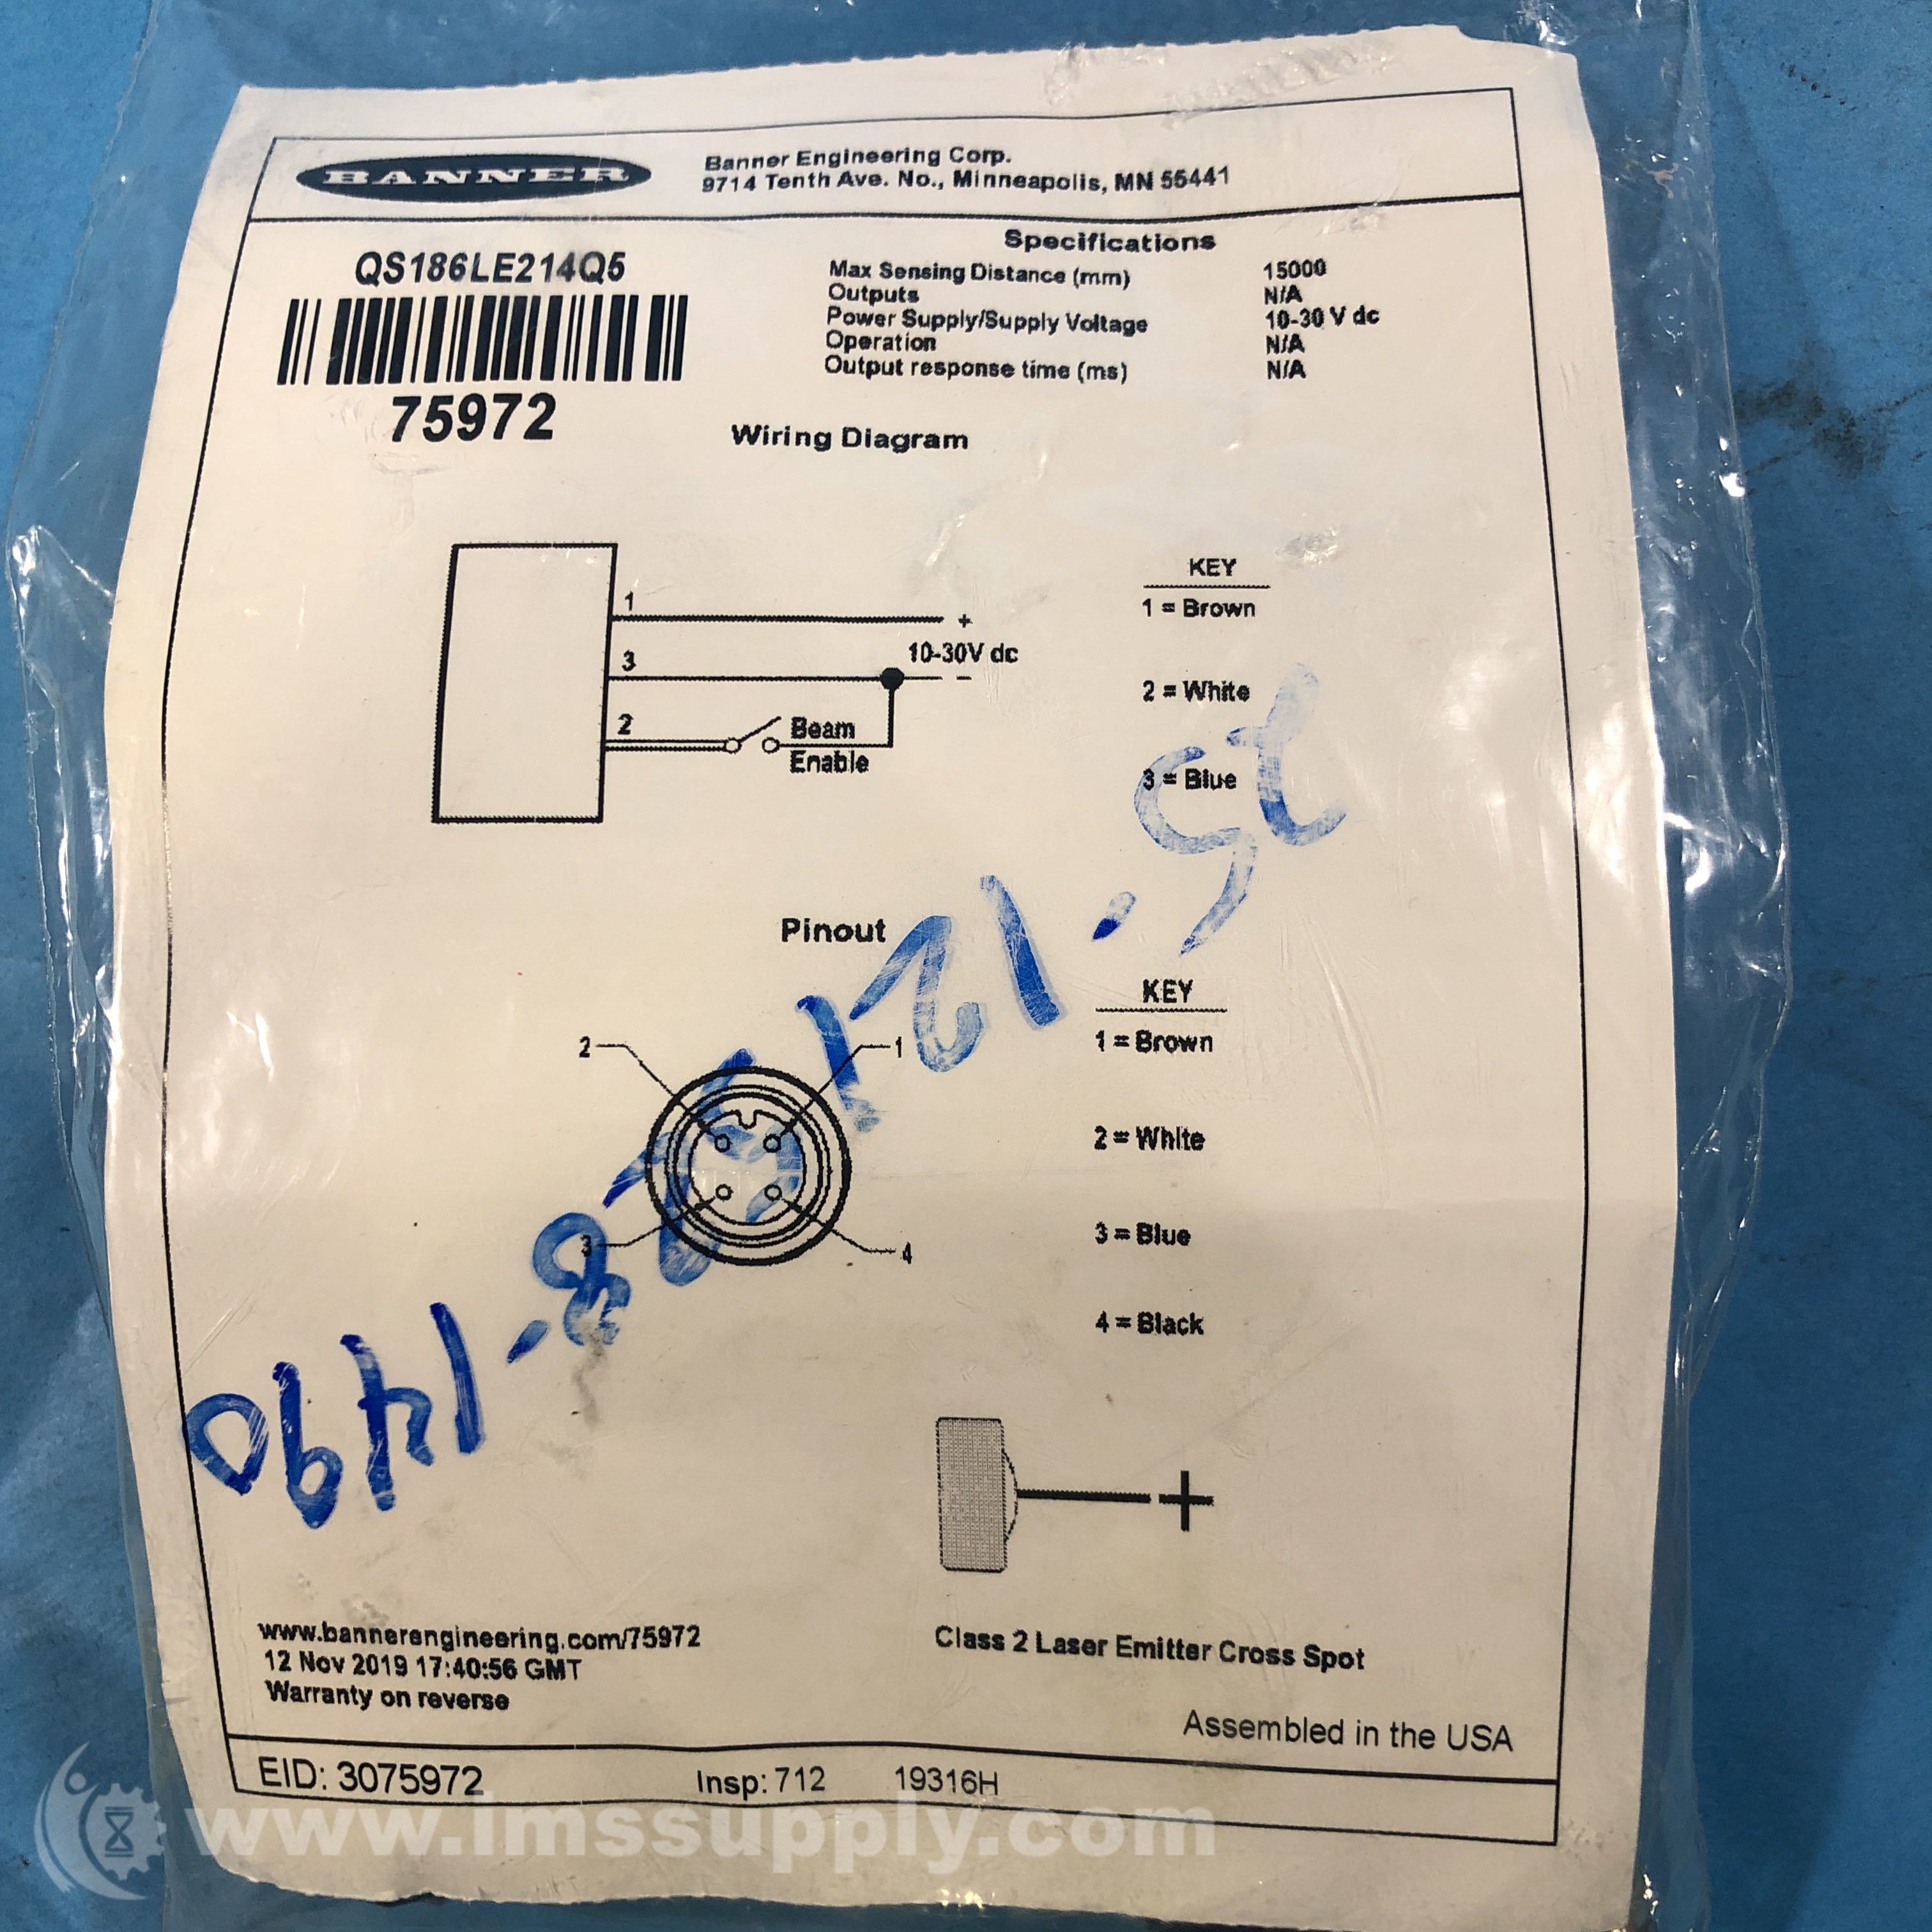 BANNER
Banner Engineering Corp.
9714 Tenth Ave. No., Minneapolis, MN 55441
QS186LE214Q5
75972
Specifications
Max Sensing Distance (mm) 15000
Outputs N/A
Power Supply/Supply Voltage 10-30 V dc
Operation N/A
Output response time (ms) N/A
Wiring Diagram
1
+
10-30V dc
3
-
2
Beam
Enable
KEY
1 = Brown
2 = White
3 = Blue
Pinout
2
1
3
4
KEY
1 = Brown
2 = White
3 = Blue
4 = Black
Class 2 Laser Emitter Cross Spot
www.bannerengineering.com/75972
12 Nov 2019 17:40:56 GMT
Warranty on reverse
Assembled in the USA
EID: 3075972 Insp: 712 19316H
www.imssupply.com